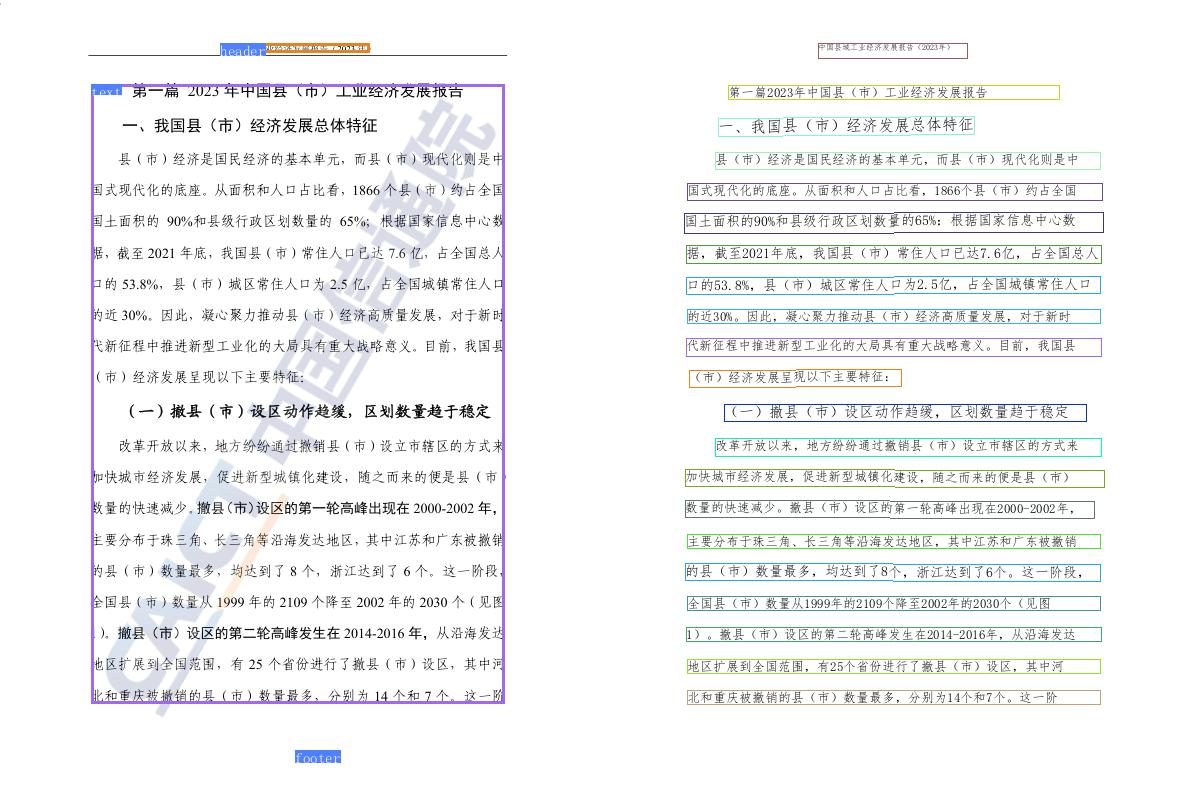 header
text
第一篇 2023 年中国县（市）工业经济发展报告
一、我国县（市）经济发展总体特征
县（市）经济是国民经济的基本单元，而县（市）现代化则是中
国式现代化的底座。从面积和人口占比看，1866 个县（市）约占全国
国土面积的 90%和县级行政区划数量的 65%；根据国家信息中心数
据，截至 2021 年底，我国县（市）常住人口已达 7.6 亿，占全国总人
口的 53.8%，县（市）城区常住人口为 2.5 亿，占全国城镇常住人口
的近 30%。因此，凝心聚力推动县（市）经济高质量发展，对于新时
代新征程中推进新型工业化的大局具有重大战略意义。目前，我国县
（市）经济发展呈现以下主要特征：
（一）撤县（市）设区动作趋缓，区划数量趋于稳定
改革开放以来，地方纷纷通过撤销县（市）设立市辖区的方式来
加快城市经济发展，促进新型城镇化建设，随之而来的便是县（市
数量的快速减少。撤县（市）设区的第一轮高峰出现在 2000-2002 年，
主要分布于珠三角、长三角等沿海发达地区，其中江苏和广东被撤销
的县（市）数量最多，均达到了 8 个，浙江达到了 6 个。这一阶段，
全国县（市）数量从 1999 年的 2109 个降至 2002 年的 2030 个（见图
）。撤县（市）设区的第二轮高峰发生在 2014-2016 年，从沿海发达
地区扩展到全国范围，有 25 个省份进行了撤县（市）设区，其中河
北和重庆被撤销的县（市）数量最多，分别为 14 个和 7 个。这一阶
CAICT 中国信通院
footer
中国县域工业经济发展报告（2023年）
第一篇2023年中国县（市）工业经济发展报告
一、我国县（市）经济发展总体特征
县（市）经济是国民经济的基本单元，而县（市）现代化则是中
国式现代化的底座。从面积和人口占比看，1866个县（市）约占全国
国土面积的90%和县级行政区划数量的65%；根据国家信息中心数
据，截至2021年底，我国县（市）常住人口已达7.6亿，占全国总人
口的53.8%，县（市）城区常住人口为2.5亿，占全国城镇常住人口
的近30%。因此，凝心聚力推动县（市）经济高质量发展，对于新时
代新征程中推进新型工业化的大局具有重大战略意义。目前，我国县
（市）经济发展呈现以下主要特征：
（一）撤县（市）设区动作趋缓，区划数量趋于稳定
改革开放以来，地方纷纷通过撤销县（市）设立市辖区的方式来
加快城市经济发展，促进新型城镇化建设，随之而来的便是县（市）
数量的快速减少。撤县（市）设区的第一轮高峰出现在2000-2002年，
主要分布于珠三角、长三角等沿海发达地区，其中江苏和广东被撤销
的县（市）数量最多，均达到了8个，浙江达到了6个。这一阶段，
全国县（市）数量从1999年的2109个降至2002年的2030个（见图
1）。撤县（市）设区的第二轮高峰发生在2014-2016年，从沿海发达
地区扩展到全国范围，有25个省份进行了撤县（市）设区，其中河
北和重庆被撤销的县（市）数量最多，分别为14个和7个。这一阶